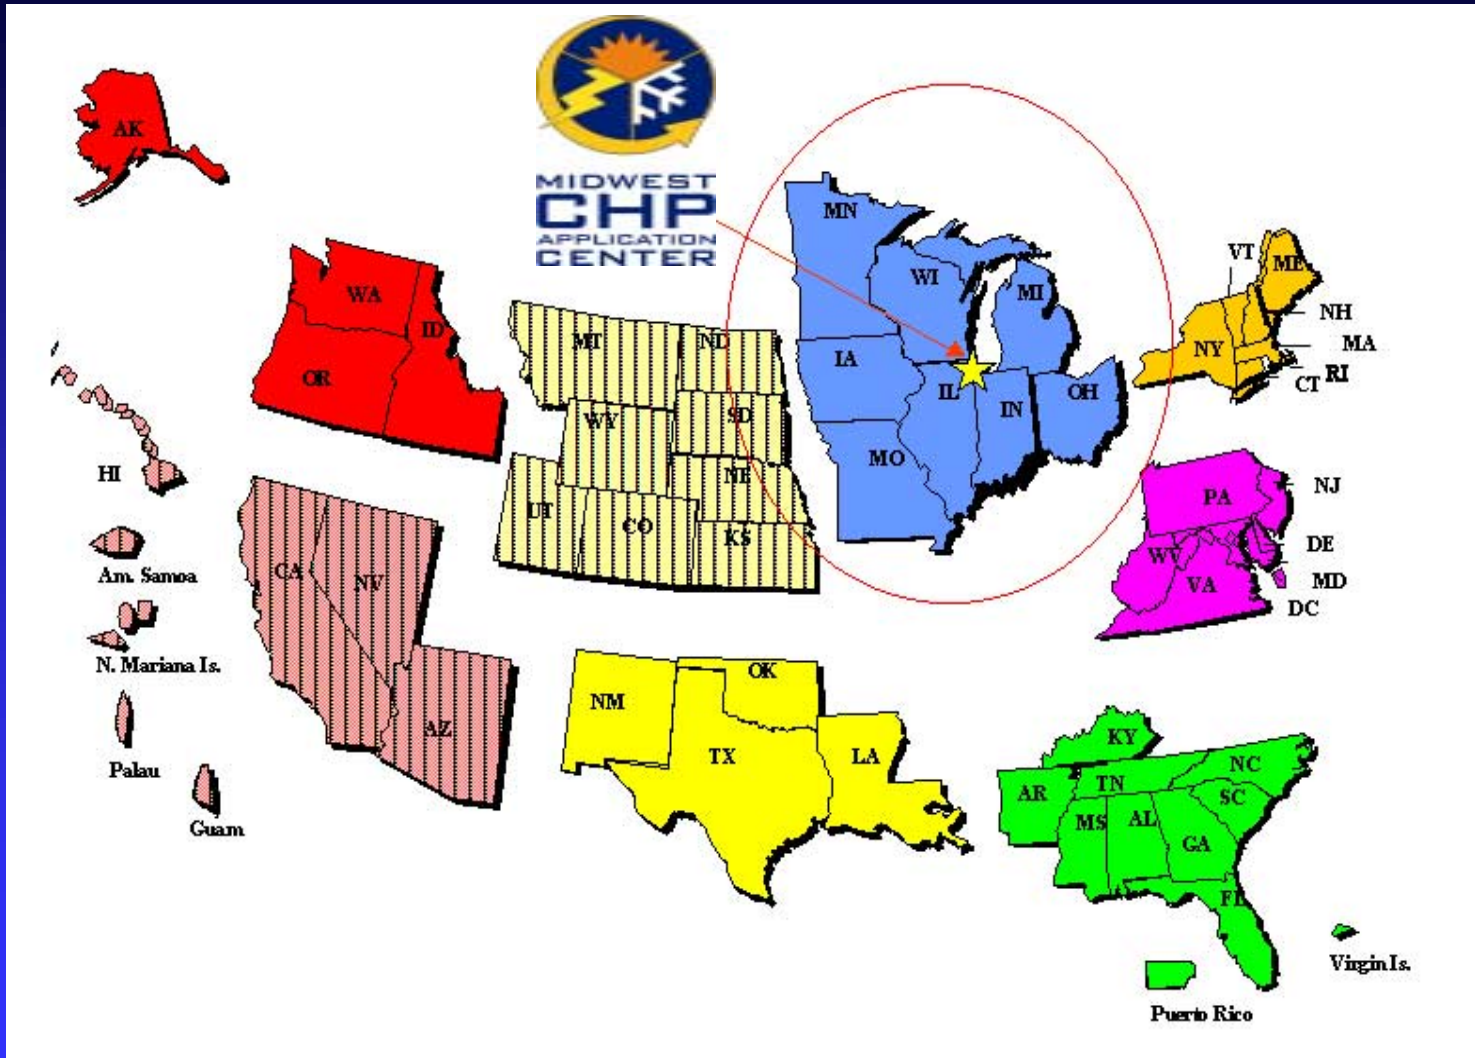 MIDWEST
CHP
APPLICATION
CENTER
AK
MN
WI
MI
VT
ME
NH
MA
NY
CT RI
WA
ID
OR
MT
ND
WY
SD
NE
UT
CO
KS
IA
IL
IN
OH
MO
HI
Am. Samoa
N. Mariana Is.
Palau
Guam
CA
NV
AZ
PA
NJ
DE
WV
MD
VA
DC
OK
NM
TX
LA
KY
NC
TN
AR
SC
MS
AL
GA
FL
Virgin Is.
Puerto Rico